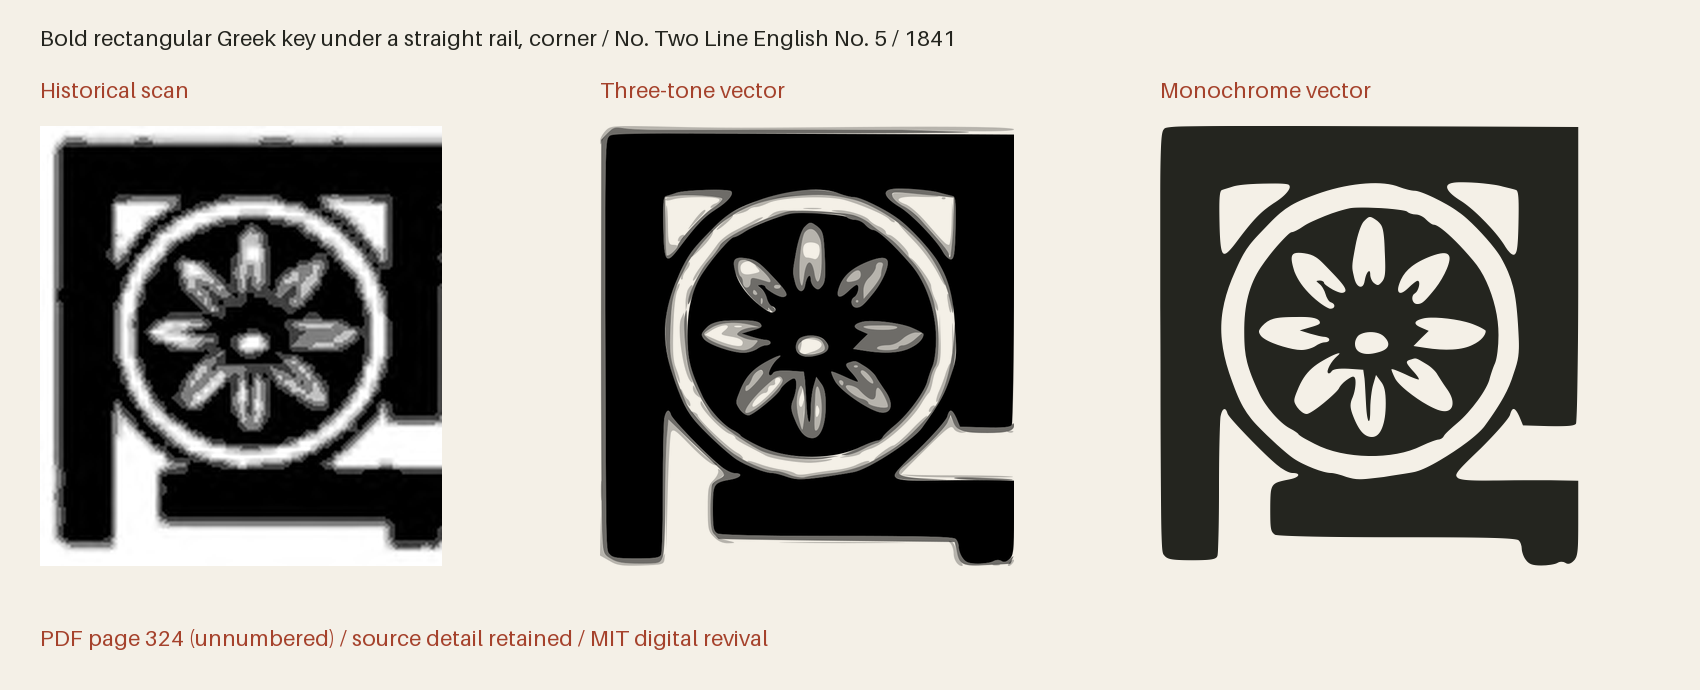 Bold rectangular Greek key under a straight rail, corner / No. Two Line English No. 5 / 1841
Historical scan
Three-tone vector
Monochrome vector
PDF page 324 (unnumbered) / source detail retained / MIT digital revival